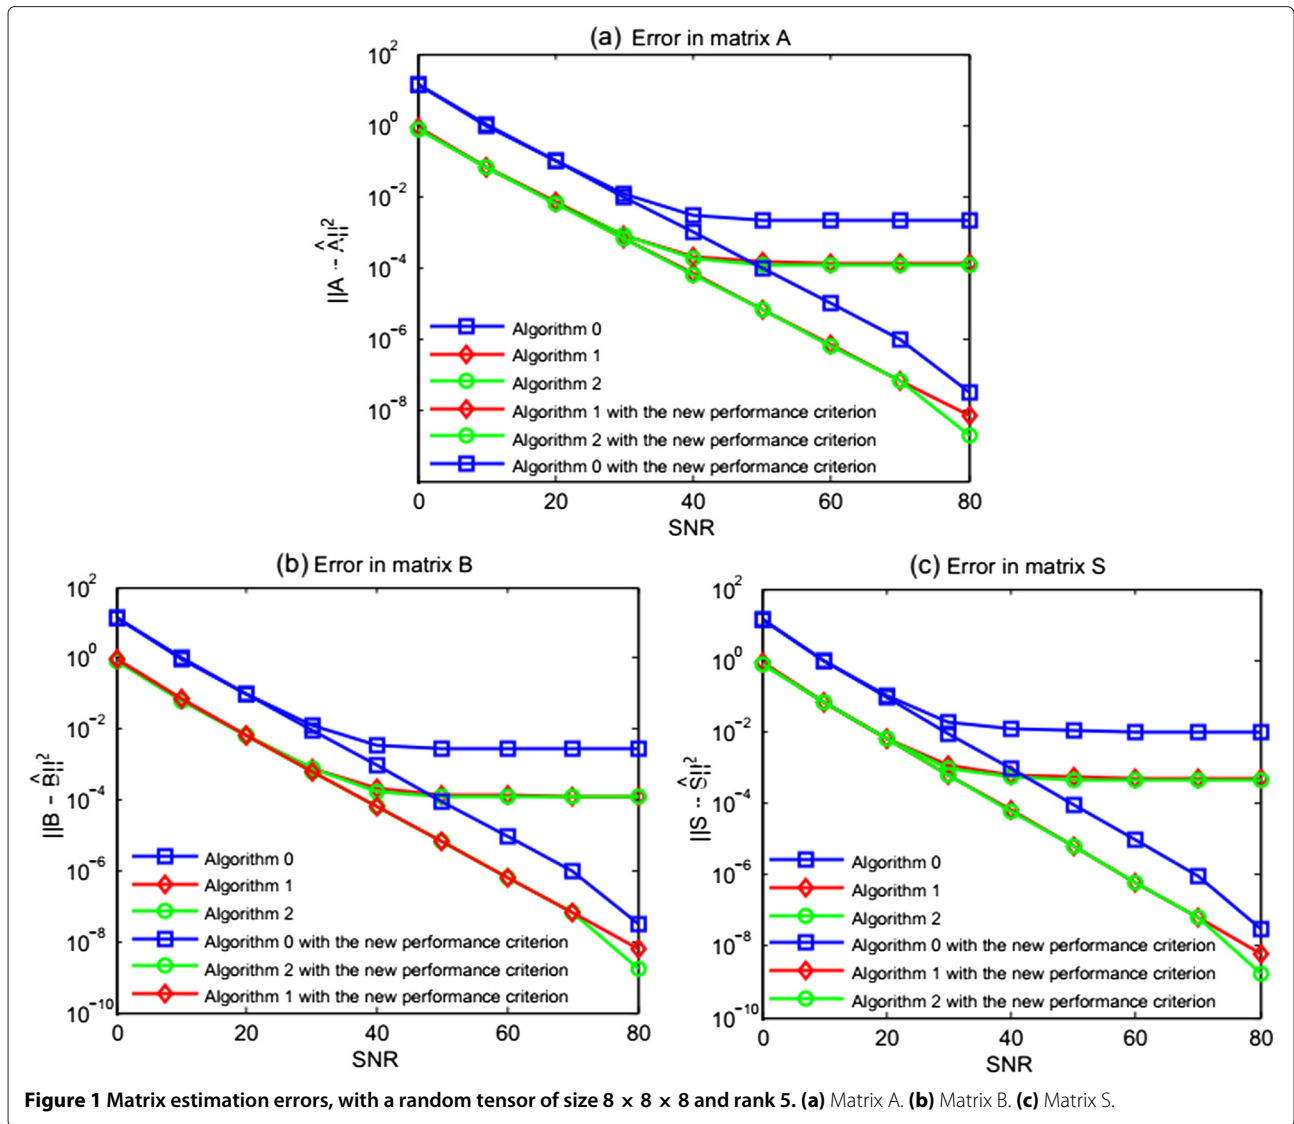 (a) Error in matrix A
10^2
10^0
10^-2
10^-4
10^-6
10^-8
||A - Â||^2
Algorithm 0
Algorithm 1
Algorithm 2
Algorithm 1 with the new performance criterion
Algorithm 2 with the new performance criterion
Algorithm 0 with the new performance criterion
0 20 40 60 80
SNR
(b) Error in matrix B
10^2
10^0
10^-2
10^-4
10^-6
10^-8
10^-10
||B - B̂||^2
Algorithm 0
Algorithm 1
Algorithm 2
Algorithm 0 with the new performance criterion
Algorithm 2 with the new performance criterion
Algorithm 1 with the new performance criterion
0 20 40 60 80
SNR
(c) Error in matrix S
10^2
10^0
10^-2
10^-4
10^-6
10^-8
10^-10
||S - Ŝ||^2
Algorithm 0
Algorithm 1
Algorithm 2
Algorithm 0 with the new performance criterion
Algorithm 1 with the new performance criterion
Algorithm 2 with the new performance criterion
0 20 40 60 80
SNR
Figure 1 Matrix estimation errors, with a random tensor of size 8 × 8 × 8 and rank 5. (a) Matrix A. (b) Matrix B. (c) Matrix S.